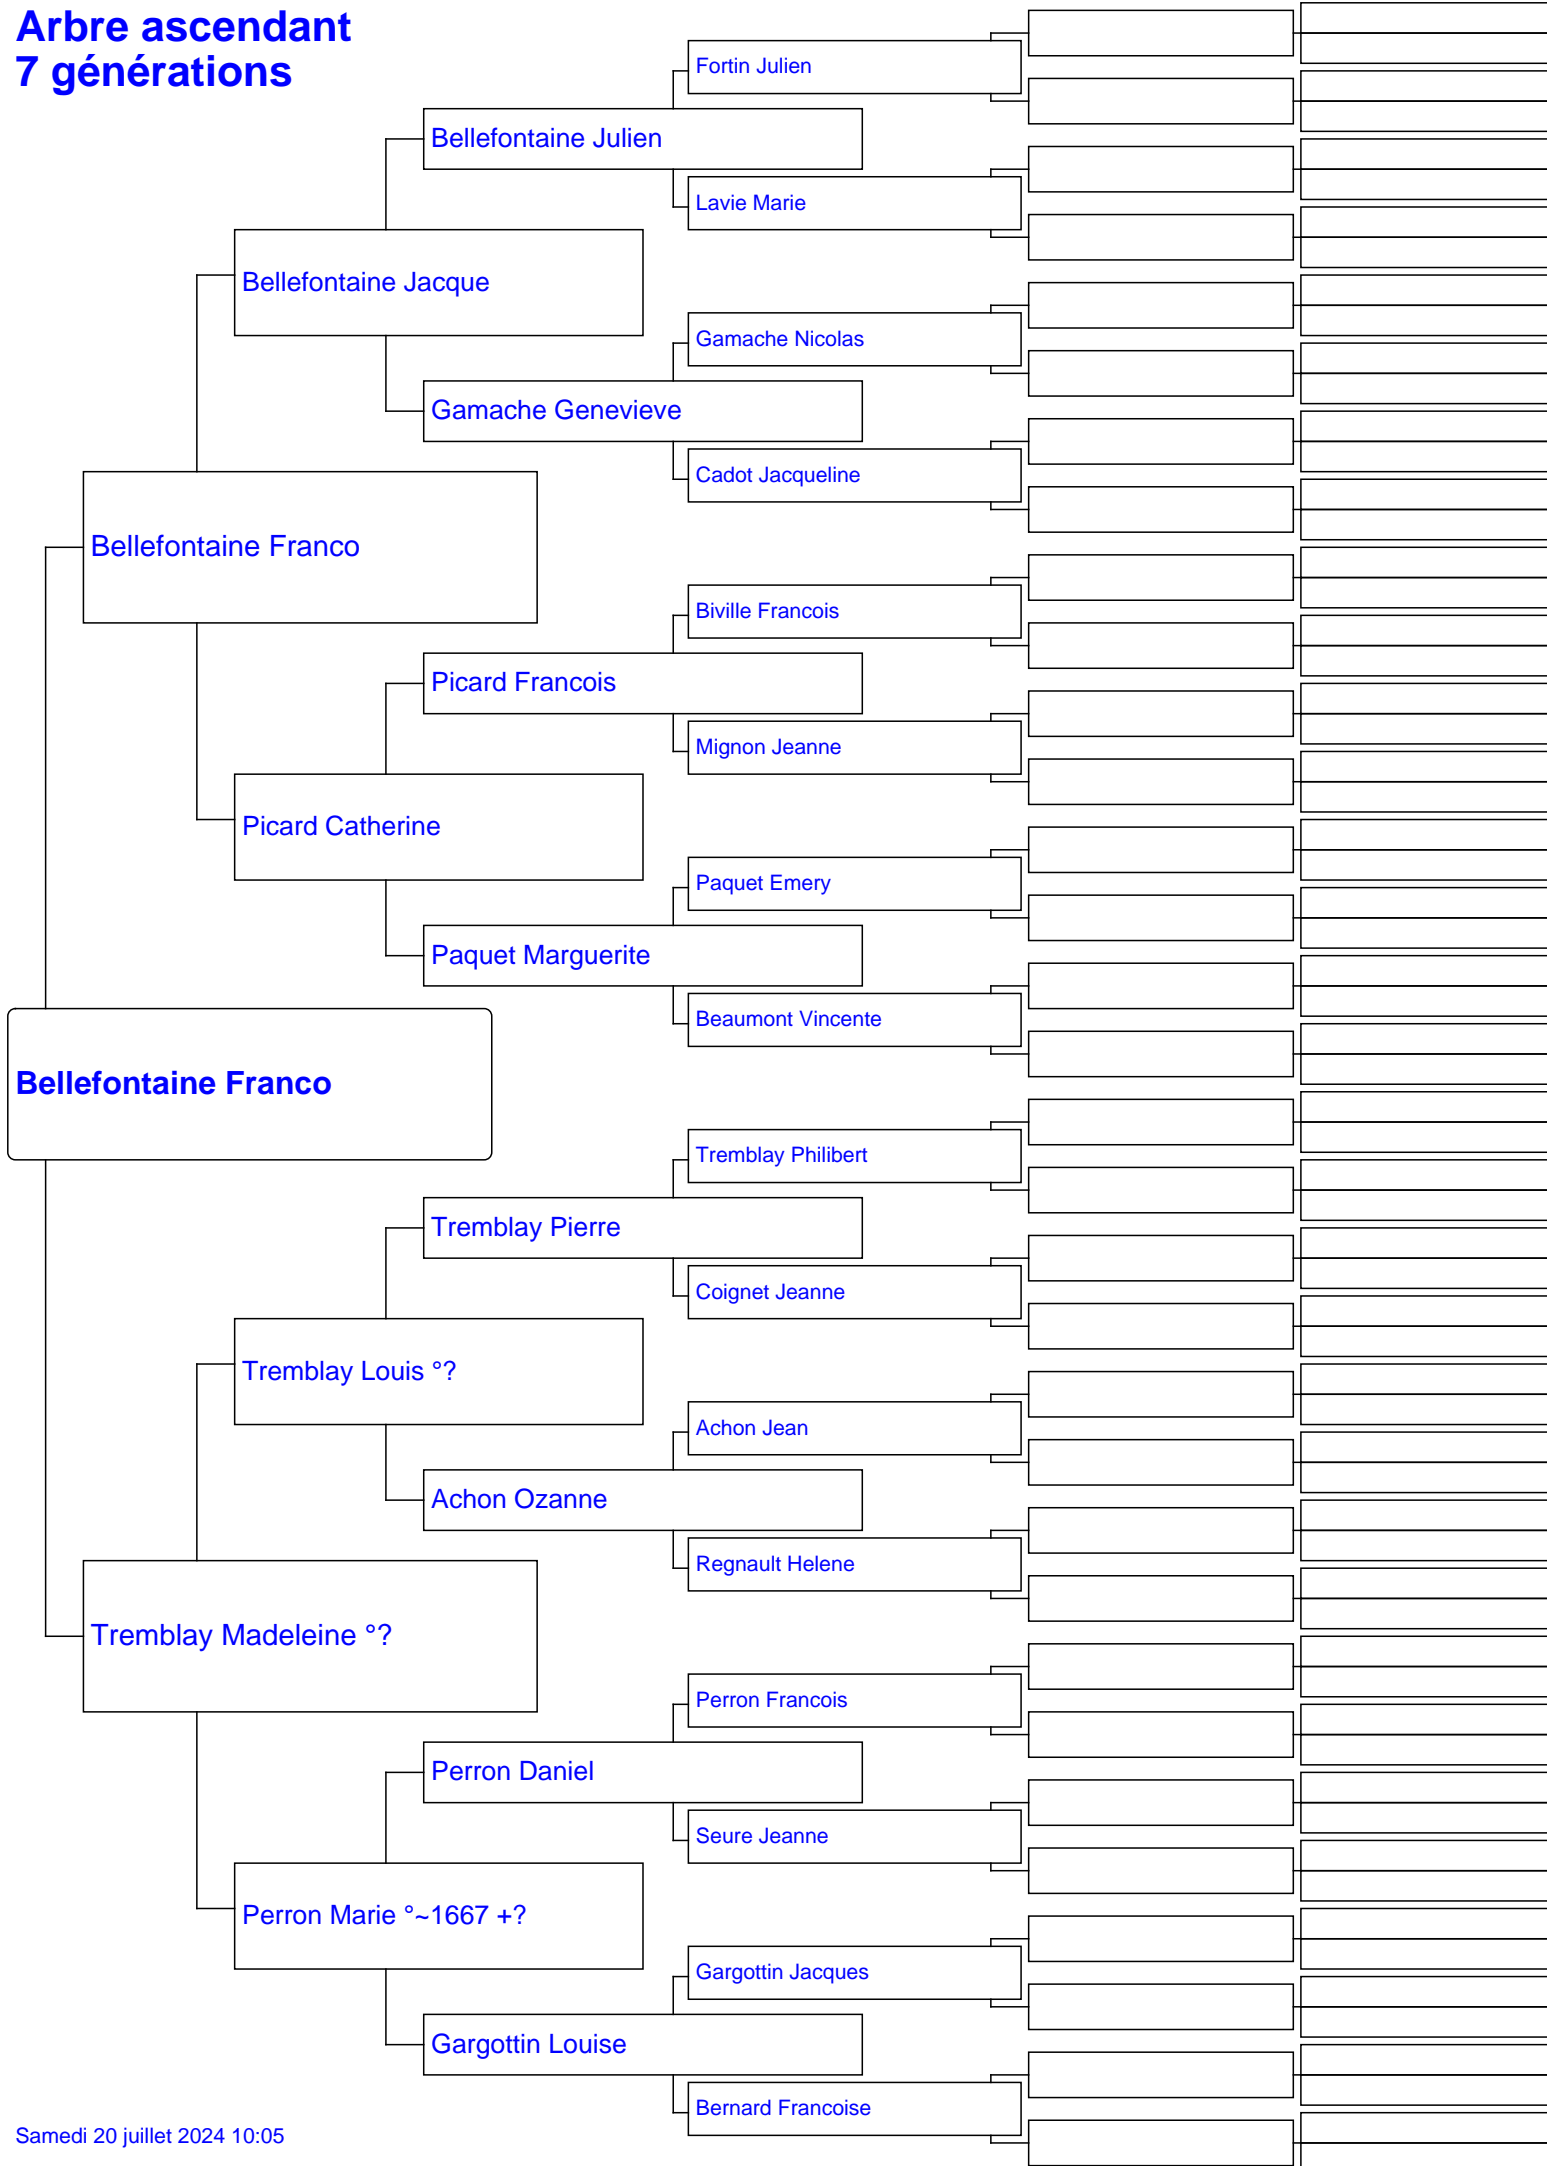 Arbre ascendant
7 générations
Fortin Julien
Bellefontaine Julien
Lavie Marie
Bellefontaine Jacque
Gamache Nicolas
Gamache Genevieve
Cadot Jacqueline
Bellefontaine Franco
Biville Francois
Picard Francois
Mignon Jeanne
Picard Catherine
Paquet Emery
Paquet Marguerite
Beaumont Vincente
Bellefontaine Franco
Tremblay Philibert
Tremblay Pierre
Coignet Jeanne
Tremblay Louis °?
Achon Jean
Achon Ozanne
Regnault Helene
Tremblay Madeleine °?
Perron Francois
Perron Daniel
Seure Jeanne
Perron Marie °~1667 +?
Gargottin Jacques
Gargottin Louise
Bernard Francoise
Samedi 20 juillet 2024 10:05